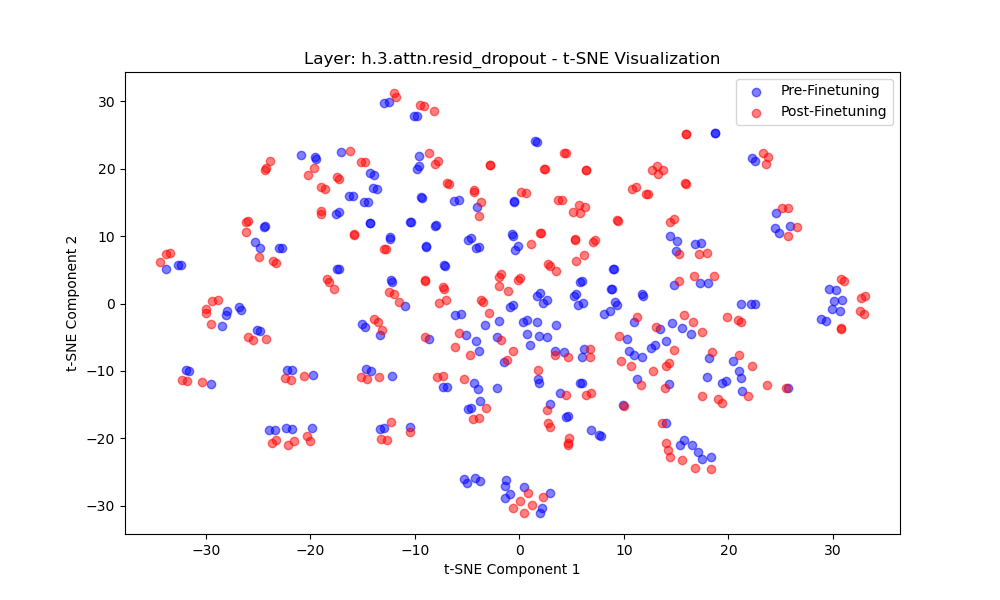 Layer: h.3.attn.resid_dropout - t-SNE Visualization
Pre-Finetuning
Post-Finetuning
t-SNE Component 2
30
20
10
0
−10
−20
−30
−30
−20
−10
0
10
20
30
t-SNE Component 1